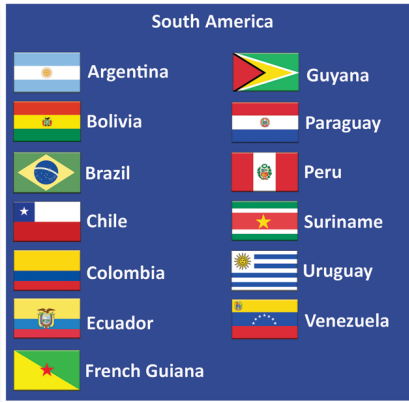 South America
Argentina
Bolivia
Brazil
Chile
Colombia
Ecuador
French Guiana
Guyana
Paraguay
Peru
Suriname
Uruguay
Venezuela